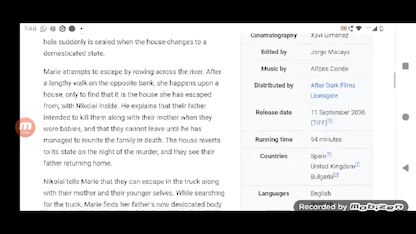 7:48
hole suddenly is sealed when the house changes to a
domesticated state.
Marie attempts to escape by rowing across the river. After
a lengthy walk on the opposite bank, she happens upon a
house, only to find that it is the house she has escaped
from, with Nikolai inside. He explains that their father
intended to kill them along with their mother when they
were babies, and that they cannot leave until he has
managed to reunite the family in death. The house reverts
to its state on the night of the murder, and they see their
father returning home.
Nikolai tells Marie that they can escape in the truck along
with their mother and their younger selves. While searching
for the truck, Marie finds her father's now desiccated body
Cinematography Xavi Giménez
Edited by Jorge Macaya
Music by Alfons Conde
Distributed by After Dark Films
Lionsgate
Release date 11 September 2006
(TIFF)[1]
Running time 94 minutes
Countries Spain
United Kingdom
Bulgaria
Languages English
Recorded by Mobizen